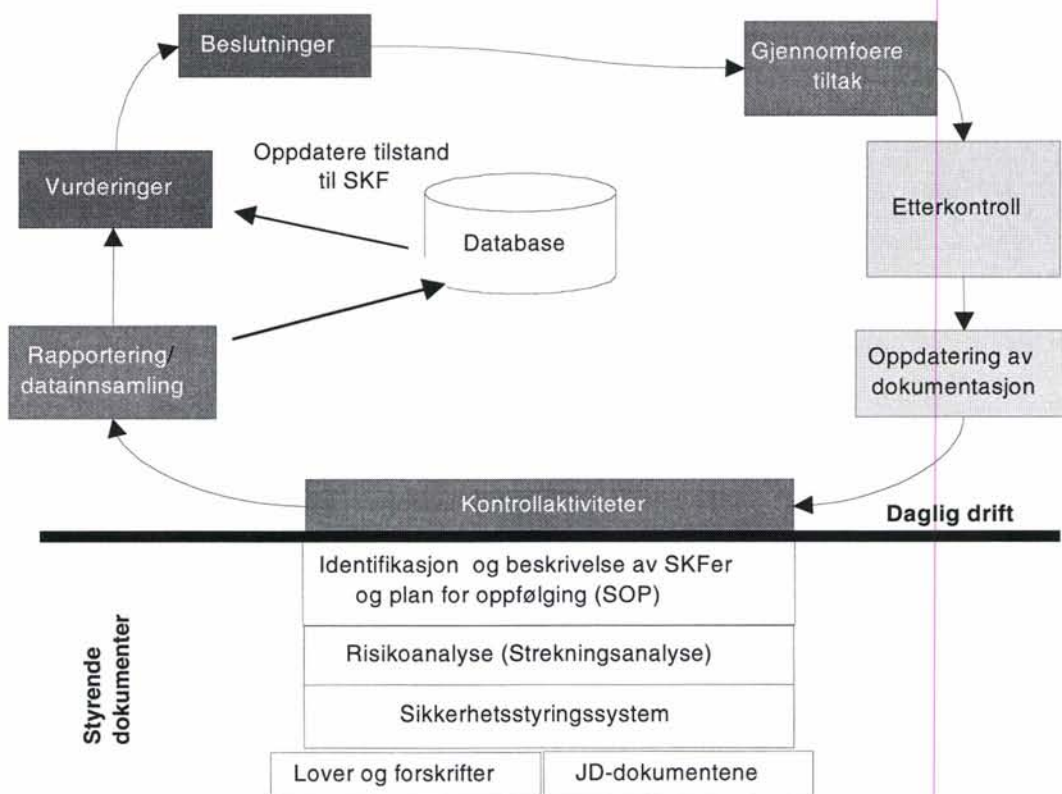 Beslutninger
Gjennomfoere
tiltak
Oppdatere tilstand
til SKF
Vurderinger
Database
Etterkontroll
Rapportering/
datainnsamling
Oppdatering av
dokumentasjon
Kontrollaktiviteter
Daglig drift
Identifikasjon og beskrivelse av SKFer
og plan for oppfølging (SOP)
Risikoanalyse (Strekningsanalyse)
Styrende
dokumenter
Sikkerhetsstyringssystem
Lover og forskrifter
JD-dokumentene